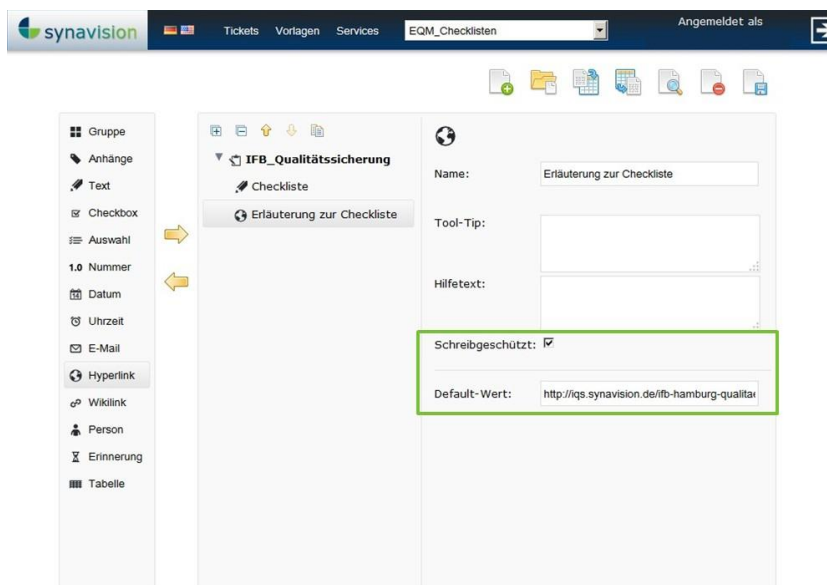 synavision
Tickets Vorlagen Services EQM_Checklisten
Angemeldet als
Gruppe
Anhänge
Text
Checkbox
Auswahl
1.0 Nummer
14 Datum
Uhrzeit
E-Mail
Hyperlink
Wikilink
Person
Erinnerung
Tabelle
IFB_Qualitätssicherung
Checkliste
Erläuterung zur Checkliste
Name: Erläuterung zur Checkliste
Tool-Tip:
Hilfetext:
Schreibgeschützt:
Default-Wert: http://iqs.synavision.de/ifb-hamburg-qualitae